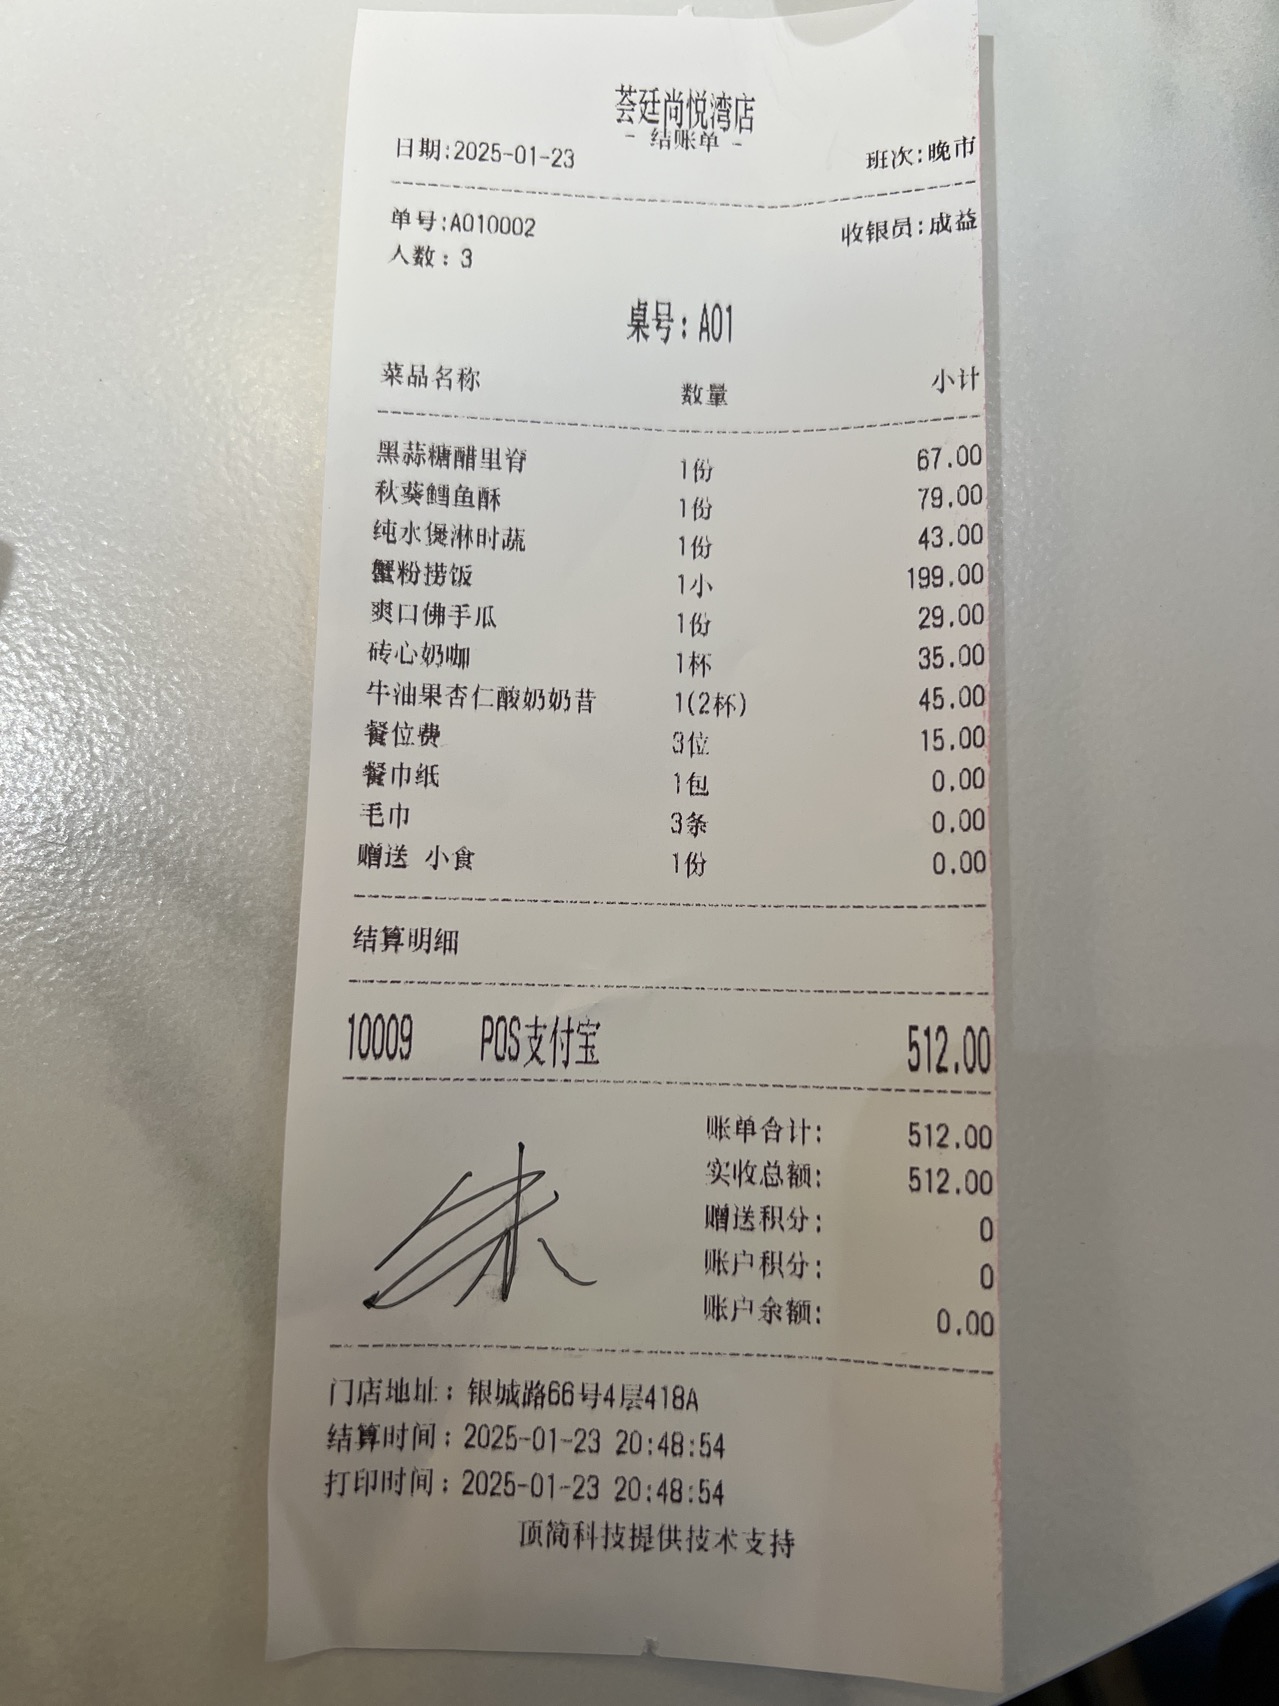 荟廷尚悦湾店
- 结账单 -
日期:2025-01-23 班次:晚市
单号:A010002 收银员:成益
人数: 3
桌号: A01
菜品名称 数量 小计
黑蒜糖醋里脊 1份 67.00
秋葵鳕鱼酥 1份 79.00
纯水煲淋时蔬 1份 43.00
蟹粉捞饭 1小 199.00
爽口佛手瓜 1份 29.00
砖心奶咖 1杯 35.00
牛油果杏仁酸奶奶昔 1(2杯) 45.00
餐位费 3位 15.00
餐巾纸 1包 0.00
毛巾 3条 0.00
赠送 小食 1份 0.00
结算明细
10009 POS支付宝 512.00
账单合计: 512.00
实收总额: 512.00
赠送积分: 0
账户积分: 0
账户余额: 0.00
朱
门店地址: 银城路66号4层418A
结算时间: 2025-01-23 20:48:54
打印时间: 2025-01-23 20:48:54
顶简科技提供技术支持